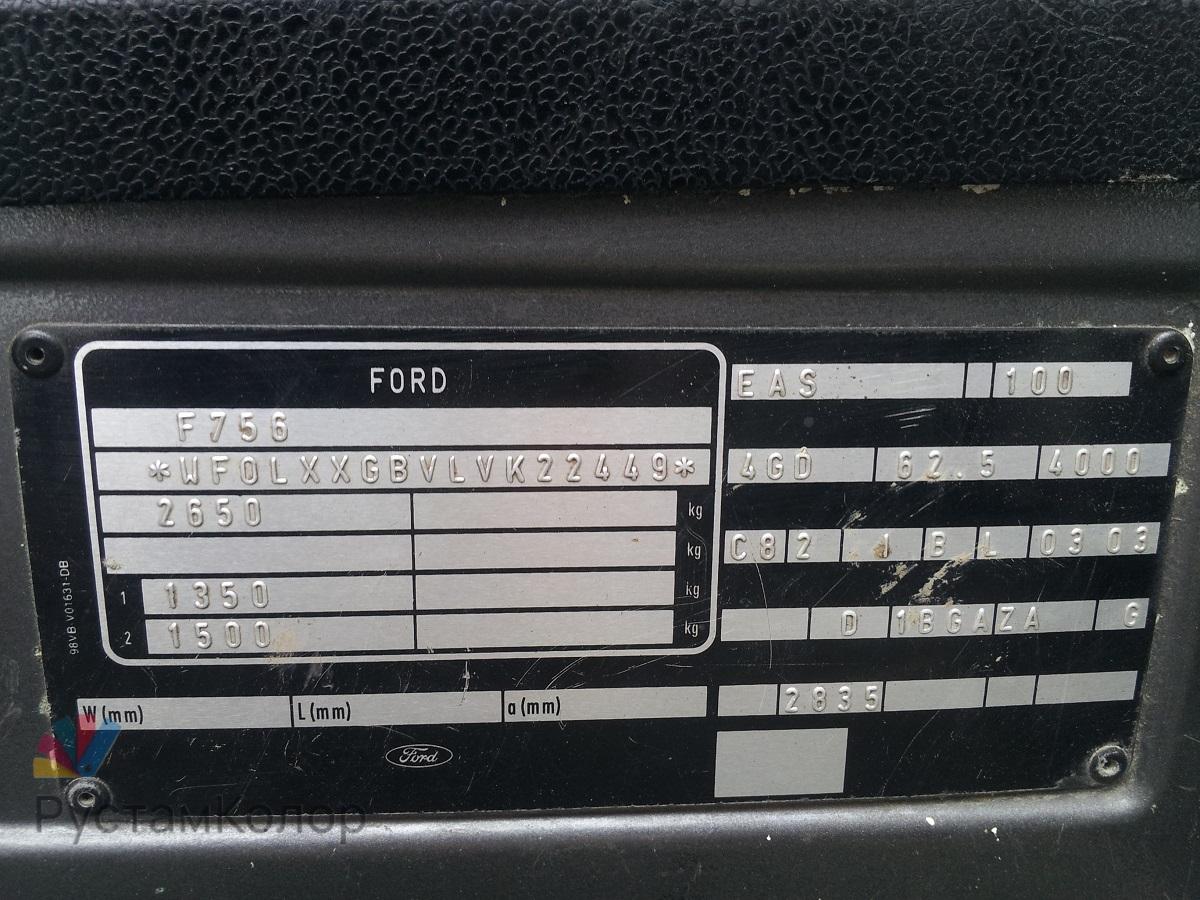 FORD
F756
*WF0LXXGBVLVK22449*
2650 kg
kg
1 1350 kg
2 1500 kg
W (mm) L (mm) a (mm)
Ford
98VB V01631-DB
EAS 100
4GD 62..5 4000
C82 1 B L 0303
D 1BGAZA G
2835
РустамКолор